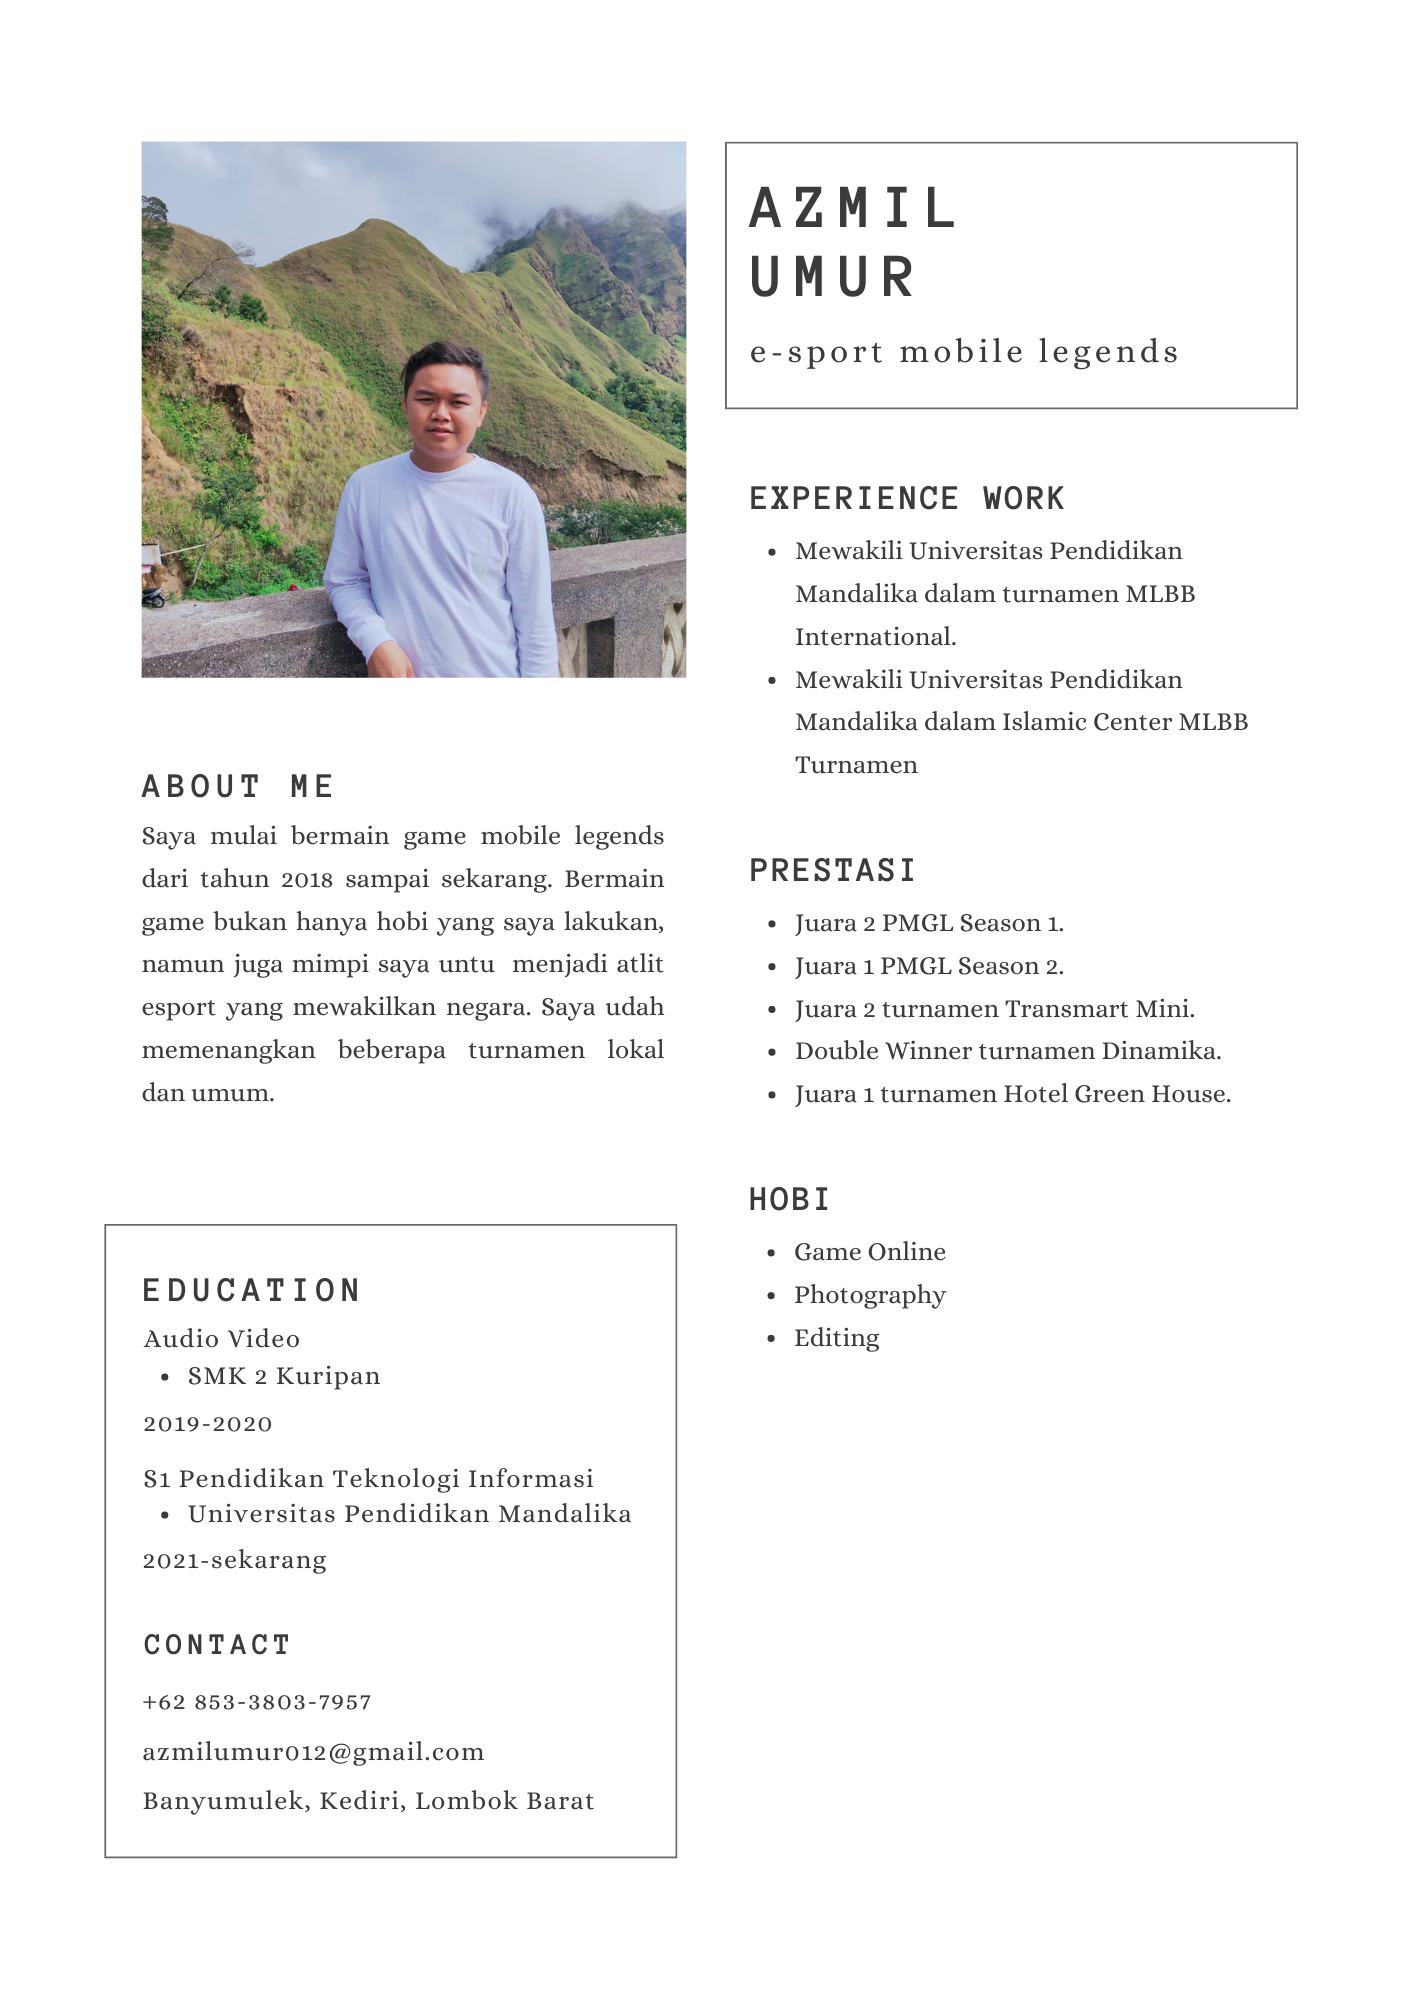 AZMIL
UMUR
e-sport mobile legends
ABOUT ME
Saya mulai bermain game mobile legends
dari tahun 2018 sampai sekarang. Bermain
game bukan hanya hobi yang saya lakukan,
namun juga mimpi saya untu menjadi atlit
esport yang mewakilkan negara. Saya udah
memenangkan beberapa turnamen lokal
dan umum.
EDUCATION
Audio Video
• SMK 2 Kuripan
2019-2020
S1 Pendidikan Teknologi Informasi
• Universitas Pendidikan Mandalika
2021-sekarang
CONTACT
+62 853-3803-7957
azmilumur012@gmail.com
Banyumulek, Kediri, Lombok Barat
EXPERIENCE WORK
• Mewakili Universitas Pendidikan
Mandalika dalam turnamen MLBB
International.
• Mewakili Universitas Pendidikan
Mandalika dalam Islamic Center MLBB
Turnamen
PRESTASI
• Juara 2 PMGL Season 1.
• Juara 1 PMGL Season 2.
• Juara 2 turnamen Transmart Mini.
• Double Winner turnamen Dinamika.
• Juara 1 turnamen Hotel Green House.
HOBI
• Game Online
• Photography
• Editing